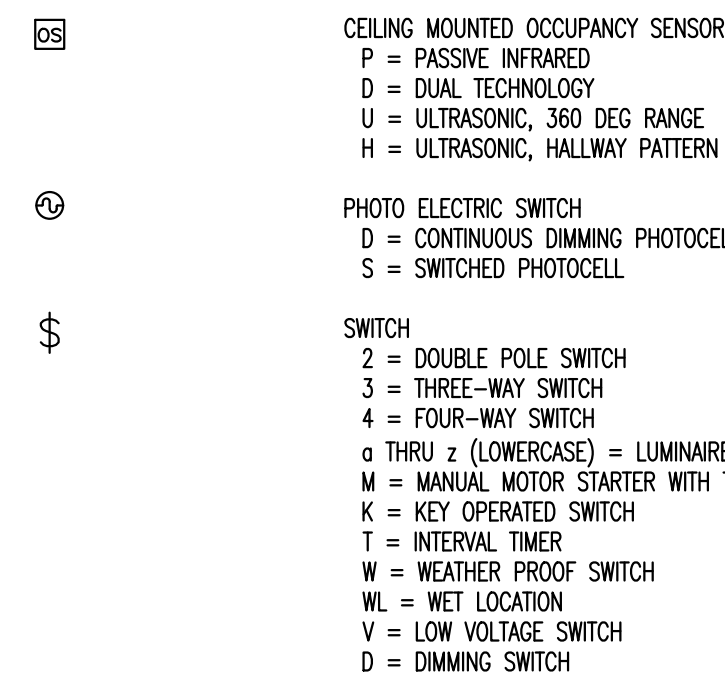 OS CEILING MOUNTED OCCUPANCY SENSOR
P = PASSIVE INFRARED
D = DUAL TECHNOLOGY
U = ULTRASONIC, 360 DEG RANGE
H = ULTRASONIC, HALLWAY PATTERN
PHOTO ELECTRIC SWITCH
D = CONTINUOUS DIMMING
S = SWITCHED PHOTOCELL
$ SWITCH
2 = DOUBLE POLE SWITCH
3 = THREE-WAY SWITCH
4 = FOUR-WAY SWITCH
a THRU z (LOWERCASE) = LUMINAIRE
M = MANUAL MOTOR STARTER WITH
K = KEY OPERATED SWITCH
T = INTERVAL TIMER
W = WEATHER PROOF SWITCH
WL = WET LOCATION
V = LOW VOLTAGE SWITCH
D = DIMMING SWITCH